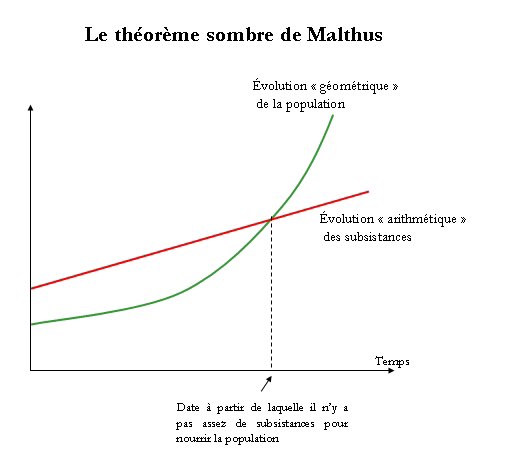 Le théorème sombre de Malthus
Évolution « géométrique »
de la population
Évolution « arithmétique »
des subsistances
Temps
Date à partir de laquelle il n'y a
pas assez de subsistances pour
nourrir la population